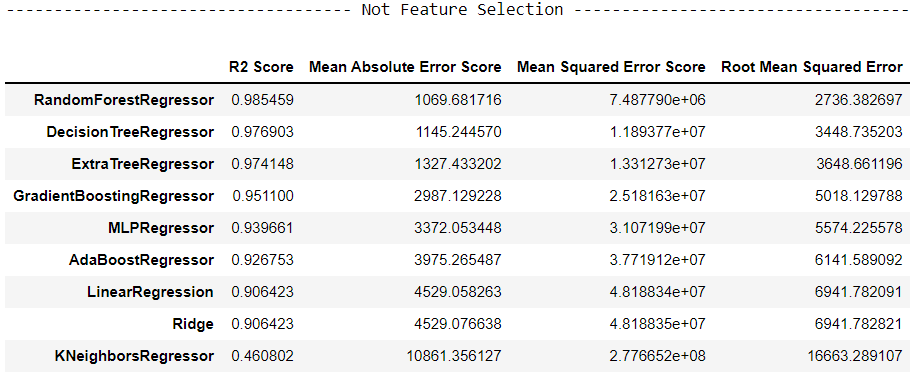 ----------------------------------- Not Feature Selection -----------------------------------
R2 Score Mean Absolute Error Score Mean Squared Error Score Root Mean Squared Error
RandomForestRegressor 0.985459 1069.681716 7.487790e+06 2736.382697
DecisionTreeRegressor 0.976903 1145.244570 1.189377e+07 3448.735203
ExtraTreeRegressor 0.974148 1327.433202 1.331273e+07 3648.661196
GradientBoostingRegressor 0.951100 2987.129228 2.518163e+07 5018.129788
MLPRegressor 0.939661 3372.053448 3.107199e+07 5574.225578
AdaBoostRegressor 0.926753 3975.265487 3.771912e+07 6141.589092
LinearRegression 0.906423 4529.058263 4.818834e+07 6941.782091
Ridge 0.906423 4529.076638 4.818835e+07 6941.782821
KNeighborsRegressor 0.460802 10861.356127 2.776652e+08 16663.289107